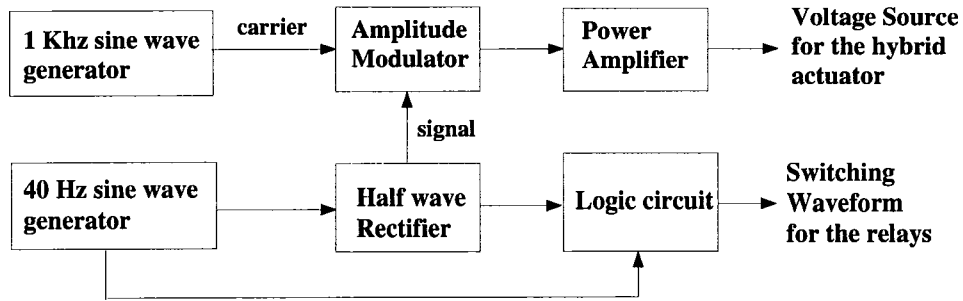 1 Khz sine wave
generator
carrier
Amplitude
Modulator
Power
Amplifier
Voltage Source
for the hybrid
actuator
signal
40 Hz sine wave
generator
Half wave
Rectifier
Logic circuit
Switching
Waveform
for the relays